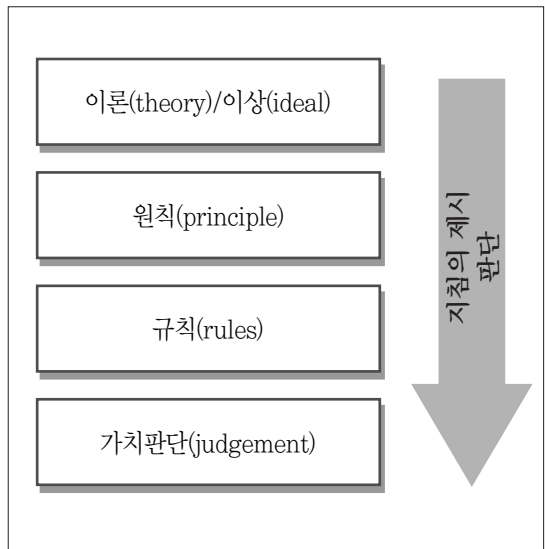 이론(theory)/이상(ideal)
원칙(principle)
규칙(rules)
가치판단(judgement)
지침의 제시
판단